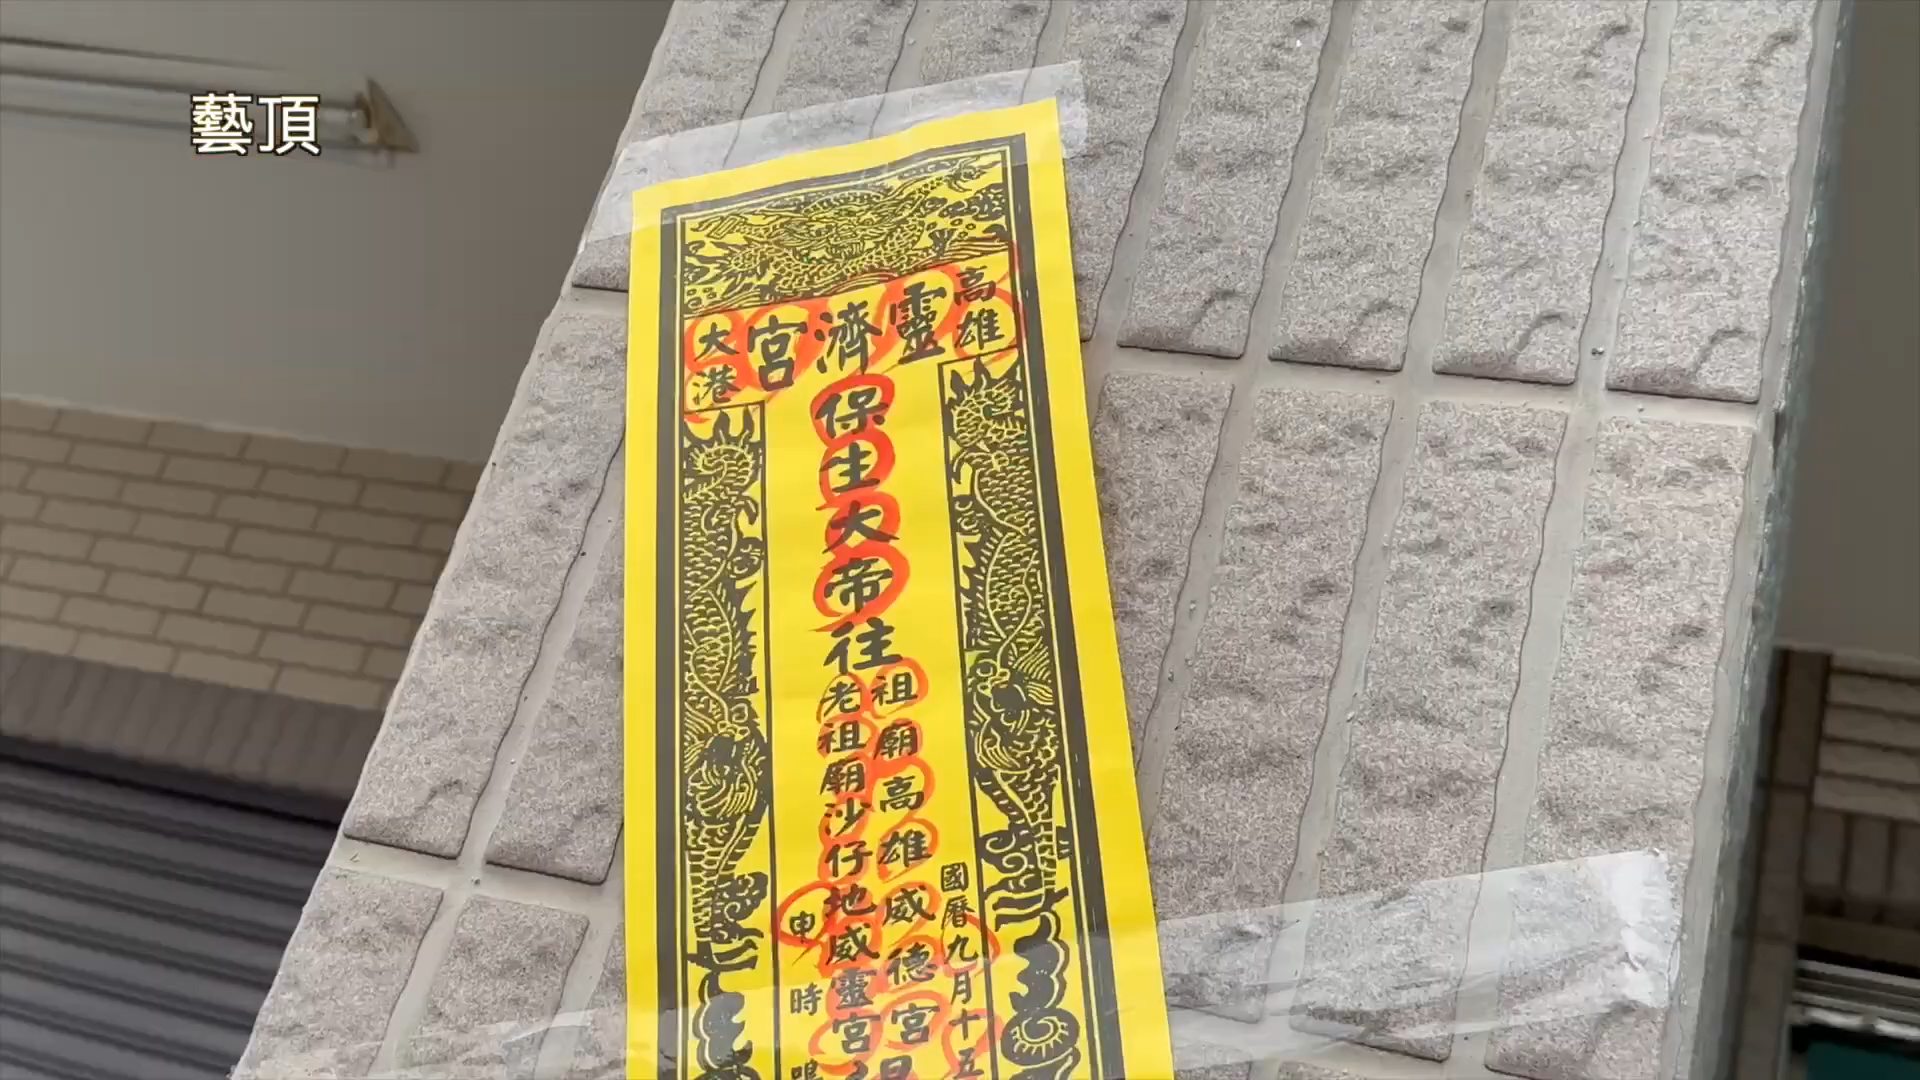 藝頂
高雄
靈濟宮
大港
保生大帝往
祖廟高雄威德宮
老祖廟沙仔地威靈宮
國曆九月十五
申時